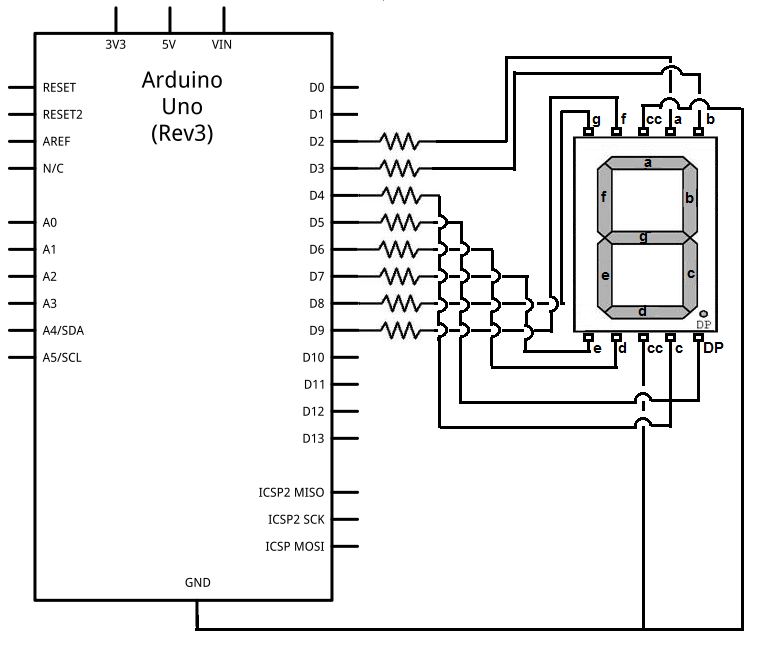 3V3 5V VIN
Arduino
Uno
(Rev3)
RESET
RESET2
AREF
N/C
A0
A1
A2
A3
A4/SDA
A5/SCL
D0
D1
D2
D3
D4
D5
D6
D7
D8
D9
D10
D11
D12
D13
ICSP2 MISO
ICSP2 SCK
ICSP MOSI
GND
g f cc a b
a
f b
g
e c
d
DP
e d cc c DP